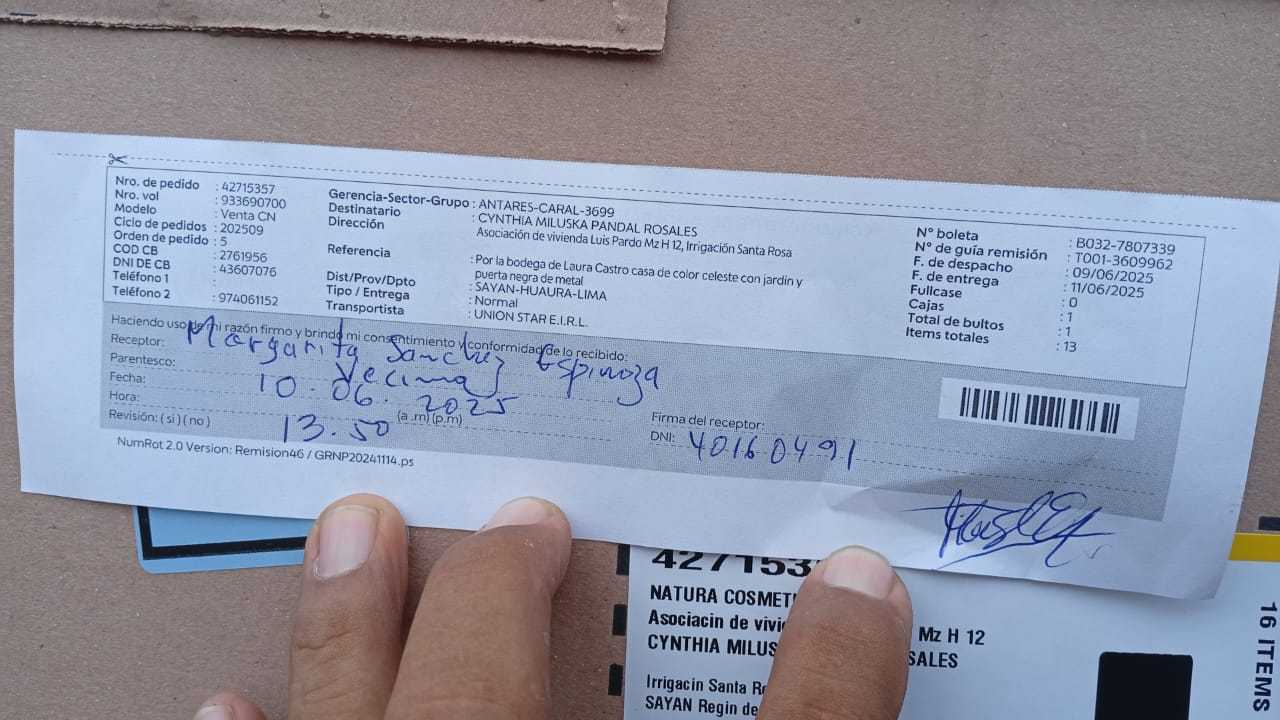 Nro. de pedido : 42715357
Nro. vol : 933690700
Modelo : Venta CN
Ciclo de pedidos : 202509
Orden de pedido : 5
COD CB : 2761956
DNI DE CB : 43607076
Teléfono 1 :
Teléfono 2 : 974061152
Gerencia-Sector-Grupo : ANTARES-CARAL-3699
Destinatario : CYNTHIA MILUSKA PANDAL ROSALES
Dirección Asociación de vivienda Luis Pardo Mz H 12, Irrigación Santa Rosa
Referencia : Por la bodega de Laura Castro casa de color celeste con jardin y
puerta negra de metal
Dist/Prov/Dpto : SAYAN-HUAURA-LIMA
Tipo / Entrega : Normal
Transportista : UNION STAR E.I.R.L.
N° boleta : B032-7807339
N° de guía remisión : T001-3609962
F. de despacho : 09/06/2025
F. de entrega : 11/06/2025
Fullcase : 0
Cajas : 1
Total de bultos : 1
Items totales : 13
Haciendo uso de mi razón firmo y brindo mi consentimiento y conformidad de lo recibido:
Receptor: Margarita Sanchez Espinoza
Parentesco: Vecina
Fecha: 10.06.2025
Hora: 13.50 (a .m) (p.m)
Revisión: ( si ) ( no )
Firma del receptor:
DNI: 40160491
NumRot 2.0 Version: Remision46 / GRNP20241114.ps
4271535
NATURA COSMETI
Asociacin de vivi Mz H 12
CYNTHIA MILUS SALES
Irrigacin Santa Ro
SAYAN Regin de
16 ITEMS